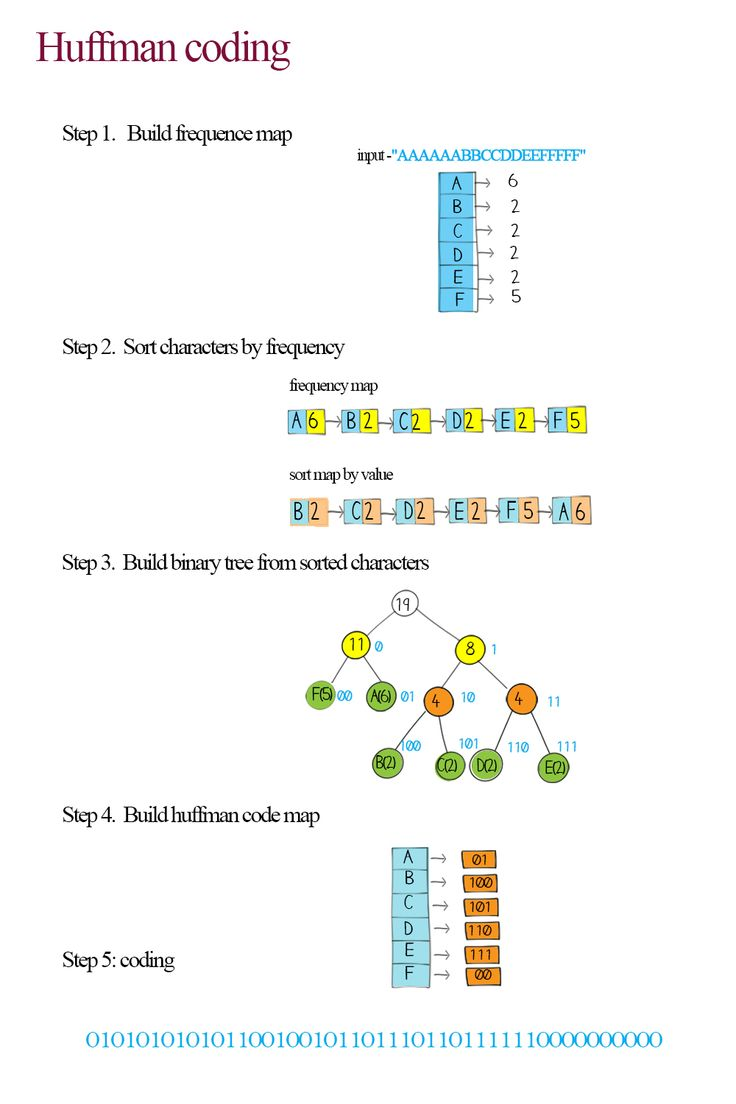 Huffman coding
Step 1. Build frequence map
input -"AAAAAABBCCDDEEFFFFF"
A → 6
B → 2
C → 2
D → 2
E → 2
F → 5
Step 2. Sort characters by frequency
frequency map
A 6 → B 2 → C 2 → D 2 → E 2 → F 5
sort map by value
B 2 → C 2 → D 2 → E 2 → F 5 → A 6
Step 3. Build binary tree from sorted characters
19
11 0 8 1
F(5) 00 A(6) 01 4 10 4 11
100 101 110 111
B(2) C(2) D(2) E(2)
Step 4. Build huffman code map
A → 01
B → 100
C → 101
D → 110
E → 111
F → 00
Step 5: coding
0101010101011001001011011101101111110000000000